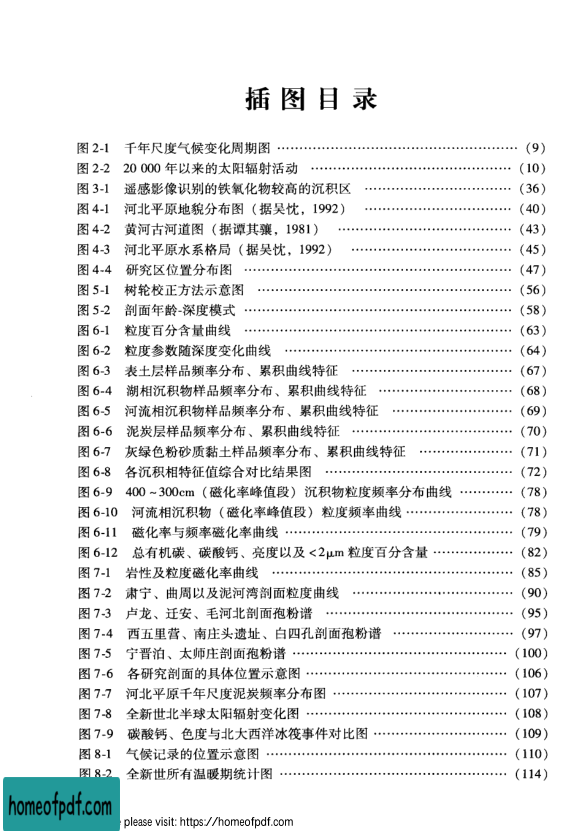 插图目录
图 2-1 千年尺度气候变化周期图 ………………………………………… (9)
图 2-2 20 000 年以来的太阳辐射活动 ………………………………… (10)
图 3-1 遥感影像识别的铁氧化物较高的沉积区 ……………………… (36)
图 4-1 河北平原地貌分布图（据吴忱，1992） ……………………… (40)
图 4-2 黄河古河道图（据谭其骧，1981） …………………………… (43)
图 4-3 河北平原水系格局（据吴忱，1992） ………………………… (45)
图 4-4 研究区位置分布图 ……………………………………………… (47)
图 5-1 树轮校正方法示意图 …………………………………………… (56)
图 5-2 剖面年龄-深度模式 ……………………………………………… (58)
图 6-1 粒度百分含量曲线 ……………………………………………… (63)
图 6-2 粒度参数随深度变化曲线 ……………………………………… (64)
图 6-3 表土层样品频率分布、累积曲线特征 ………………………… (67)
图 6-4 湖相沉积物样品频率分布、累积曲线特征 …………………… (68)
图 6-5 河流相沉积物样品频率分布、累积曲线特征 ………………… (69)
图 6-6 泥炭层样品频率分布、累积曲线特征 ………………………… (70)
图 6-7 灰绿色粉砂质黏土样品频率分布、累积曲线特征 …………… (71)
图 6-8 各沉积相特征值综合对比结果图 ……………………………… (72)
图 6-9 400～300cm（磁化率峰值段）沉积物粒度频率分布曲线 ………… (78)
图 6-10 河流相沉积物（磁化率峰值段）粒度频率曲线 ……………… (78)
图 6-11 磁化率与频率磁化率曲线 ……………………………………… (79)
图 6-12 总有机碳、碳酸钙、亮度以及<2μm 粒度百分含量 ………… (82)
图 7-1 岩性及粒度磁化率曲线 ………………………………………… (85)
图 7-2 肃宁、曲周以及泥河湾剖面粒度曲线 ………………………… (90)
图 7-3 卢龙、迁安、毛河北剖面孢粉谱 ……………………………… (95)
图 7-4 西五里营、南庄头遗址、白四孔剖面孢粉谱 ………………… (97)
图 7-5 宁晋泊、太师庄剖面孢粉谱 …………………………………… (100)
图 7-6 各研究剖面的具体位置示意图 ………………………………… (106)
图 7-7 河北平原千年尺度泥炭频率分布图 …………………………… (107)
图 7-8 全新世北半球太阳辐射变化图 ………………………………… (108)
图 7-9 碳酸钙、色度与北大西洋冰筏事件对比图 …………………… (109)
图 8-1 气候记录的位置示意图 ………………………………………… (110)
图 8-2 全新世所有温暖期统计图 ……………………………………… (114)
homeofpdf.com
please visit: https://homeofpdf.com